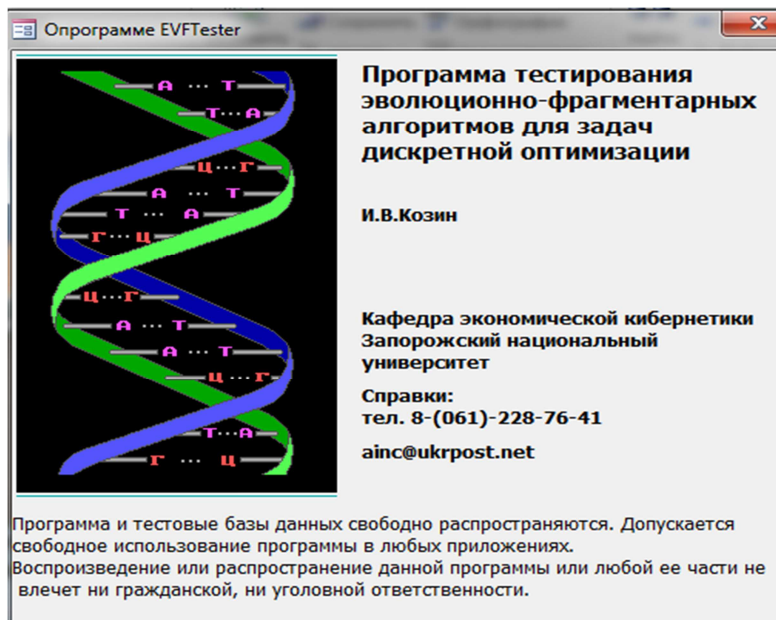 Опрограмме EVFTester
А ... Т
Т...А
Ц...Г
А ... Т
Т ... А
Г...Ц
Ц...Г
А ... Т
А ... Т
Ц...Г
Т...А
Г ... Ц
Программа тестирования
эволюционно-фрагментарных
алгоритмов для задач
дискретной оптимизации
И.В.Козин
Кафедра экономической кибернетики
Запорожский национальный
университет
Справки:
тел. 8-(061)-228-76-41
ainc@ukrpost.net
Программа и тестовые базы данных свободно распространяются. Допускается
свободное использование программы в любых приложениях.
Воспроизведение или распространение данной программы или любой ее части не
влечет ни гражданской, ни уголовной ответственности.